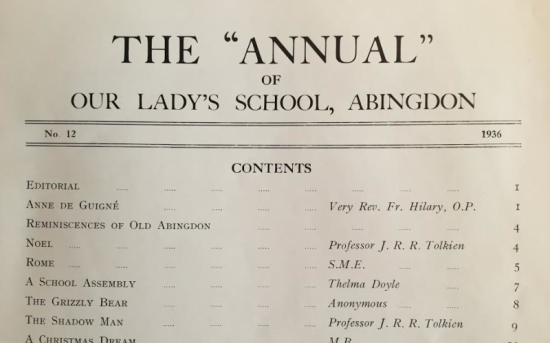 THE “ANNUAL”
OF
OUR LADY'S SCHOOL, ABINGDON
No. 12 1936
CONTENTS
Editorial ..... ..... ..... ..... ..... ..... ..... 1
Anne de Guigné ..... ..... ..... ..... Very Rev. Fr. Hilary, O.P. 1
Reminiscences of Old Abingdon ..... ..... ..... ..... 4
Noel ..... ..... ..... ..... ..... Professor J. R. R. Tolkien 4
Rome ..... ..... ..... ..... ..... S.M.E. ..... ..... 5
A School Assembly ..... ..... ..... Thelma Doyle ..... 7
The Grizzly Bear ..... ..... ..... ..... Anonymous ..... ..... 8
The Shadow Man ..... ..... ..... ..... Professor J. R. R. Tolkien 9
A Christmas Dream ..... ..... ..... M.B.